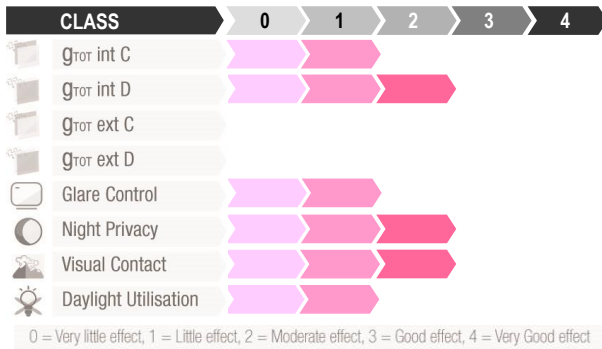 CLASS 0 1 2 3 4
gTOT int C
gTOT int D
gTOT ext C
gTOT ext D
Glare Control
Night Privacy
Visual Contact
Daylight Utilisation
0 = Very little effect, 1 = Little effect, 2 = Moderate effect, 3 = Good effect, 4 = Very Good effect